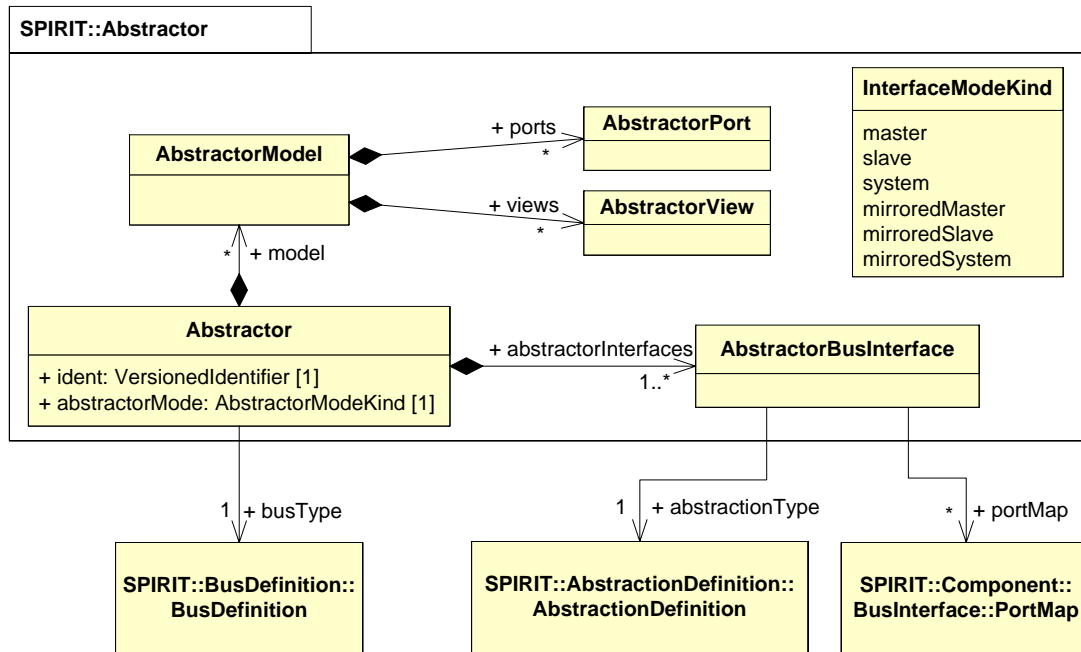 SPIRIT::Abstractor
InterfaceModeKind
master
slave
system
mirroredMaster
mirroredSlave
mirroredSystem
AbstractorModel
+ ports
*
AbstractorPort
+ views
*
AbstractorView
* + model
Abstractor
+ ident: VersionedIdentifier [1]
+ abstractorMode: AbstractorModeKind [1]
+ abstractorInterfaces
1..*
AbstractorBusInterface
1 + busType
1 + abstractionType
* + portMap
SPIRIT::BusDefinition::
BusDefinition
SPIRIT::AbstractionDefinition::
AbstractionDefinition
SPIRIT::Component::
BusInterface::PortMap